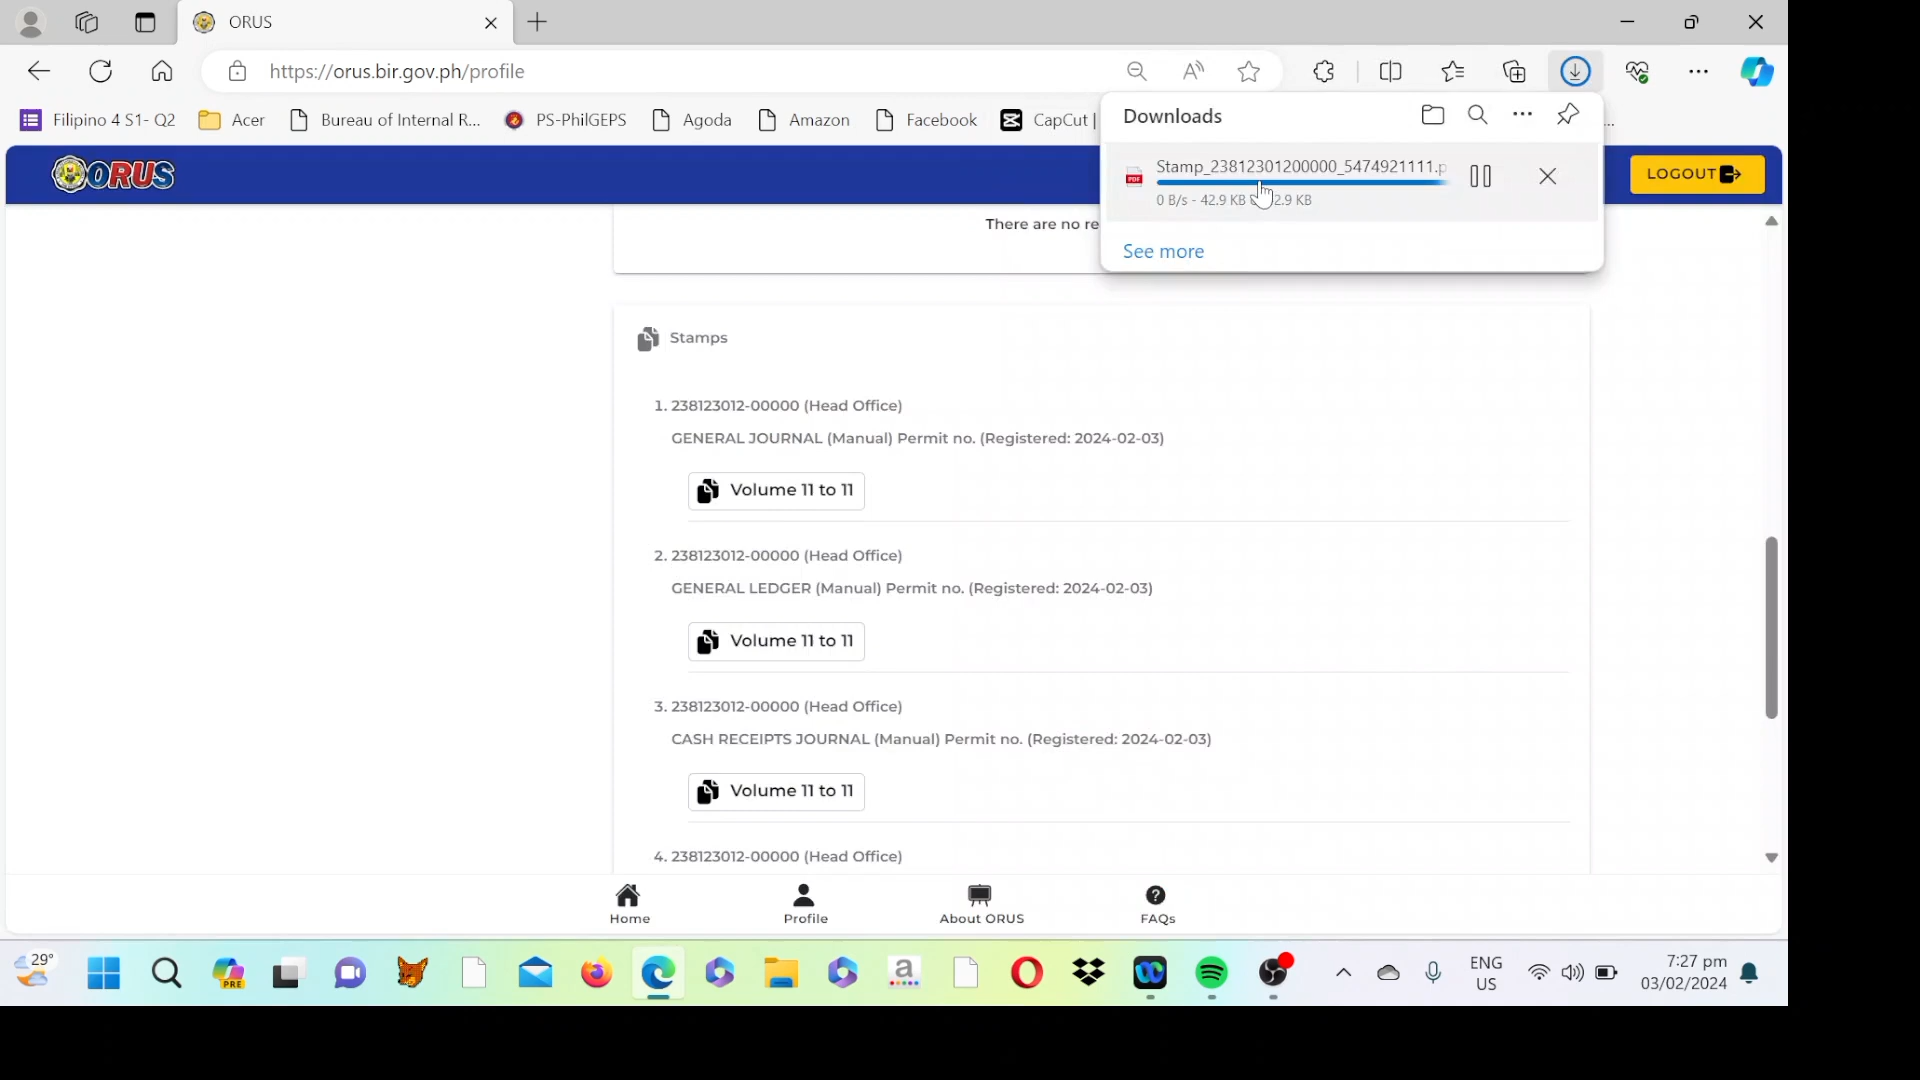 ORUS
https://orus.bir.gov.ph/profile
Filipino 4 S1- Q2
Acer
Bureau of Internal R...
PS-PhilGEPS
Agoda
Amazon
Facebook
CapCut |
...
Downloads
Stamp_23812301200000_5474921111.p
0 B/s - 42.9 KB
2.9 KB
See more
ORUS
LOGOUT
There are no re
Stamps
1. 238123012-00000 (Head Office)
GENERAL JOURNAL (Manual) Permit no. (Registered: 2024-02-03)
Volume 11 to 11
2. 238123012-00000 (Head Office)
GENERAL LEDGER (Manual) Permit no. (Registered: 2024-02-03)
Volume 11 to 11
3. 238123012-00000 (Head Office)
CASH RECEIPTS JOURNAL (Manual) Permit no. (Registered: 2024-02-03)
Volume 11 to 11
4. 238123012-00000 (Head Office)
Home
Profile
About ORUS
FAQs
29°
PRE
a
ENG
US
7:27 pm
03/02/2024